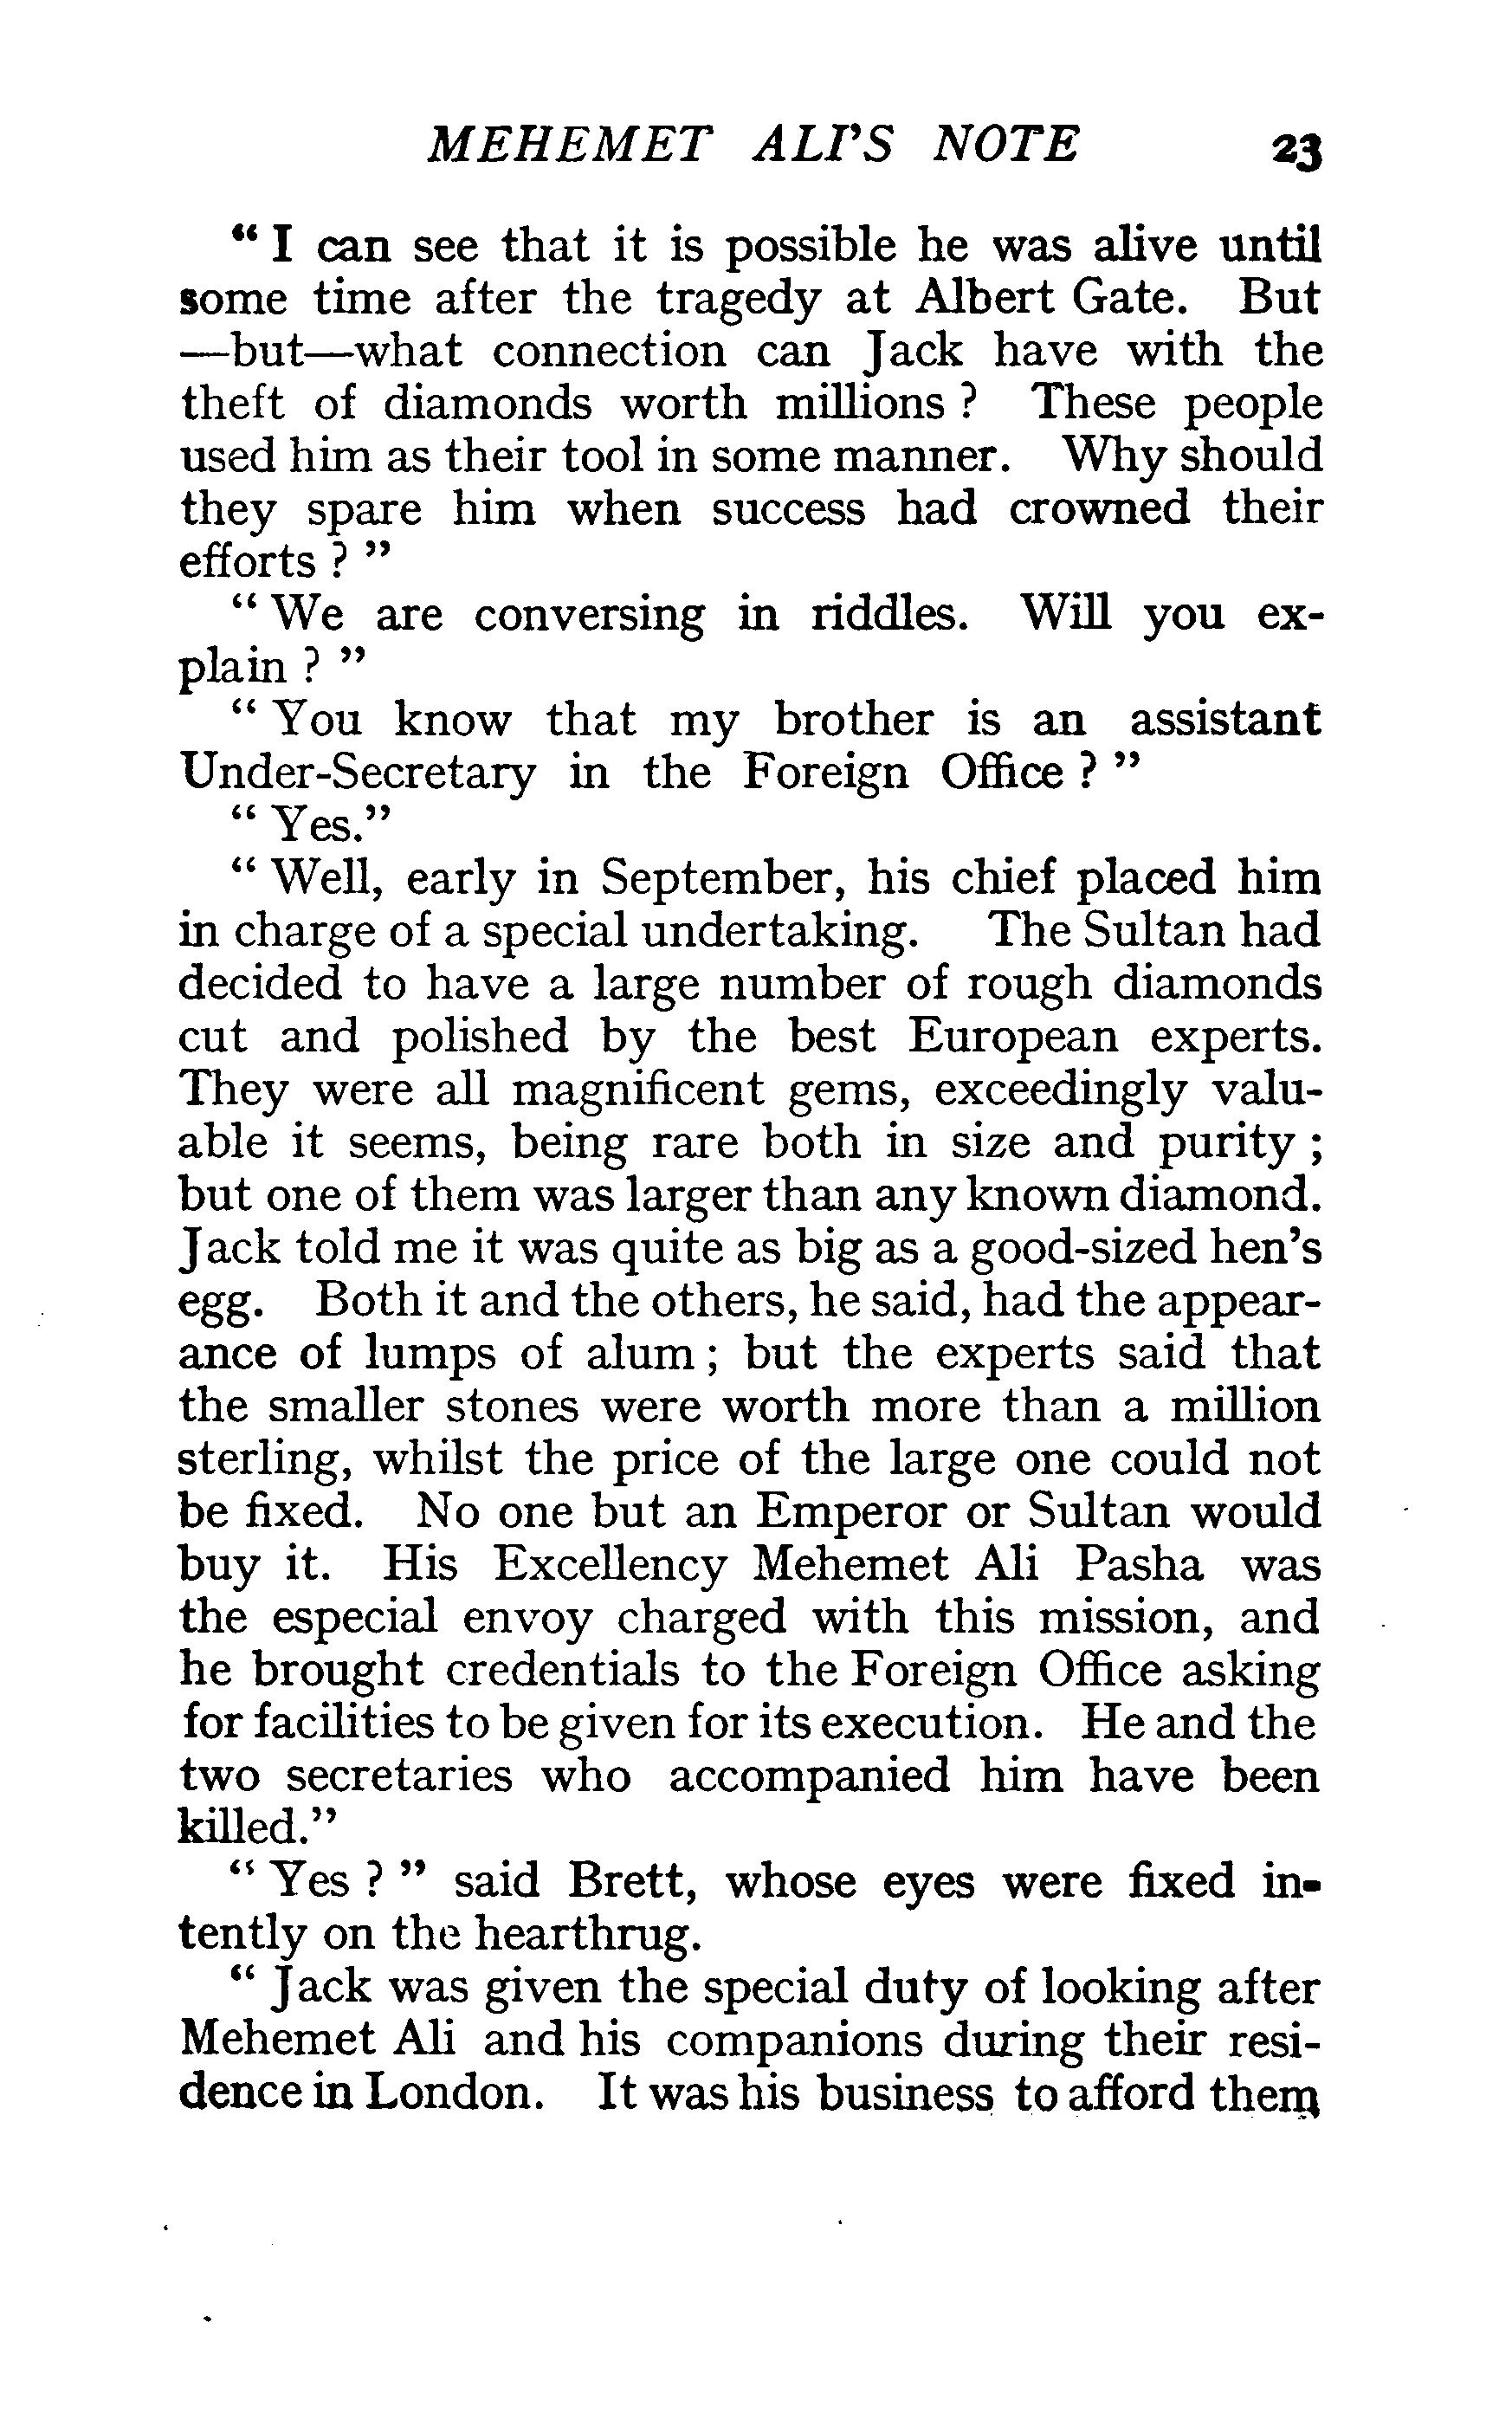 MEHEMET ALI'S NOTE 23
“ I can see that it is possible he was alive until
some time after the tragedy at Albert Gate. But
—but—what connection can Jack have with the
theft of diamonds worth millions ? These people
used him as their tool in some manner. Why should
they spare him when success had crowned their
efforts ? ”
“ We are conversing in riddles. Will you ex-
plain ? ”
“ You know that my brother is an assistant
Under-Secretary in the Foreign Office ? ”
“ Yes.”
“ Well, early in September, his chief placed him
in charge of a special undertaking. The Sultan had
decided to have a large number of rough diamonds
cut and polished by the best European experts.
They were all magnificent gems, exceedingly valu-
able it seems, being rare both in size and purity ;
but one of them was larger than any known diamond.
Jack told me it was quite as big as a good-sized hen's
egg. Both it and the others, he said, had the appear-
ance of lumps of alum ; but the experts said that
the smaller stones were worth more than a million
sterling, whilst the price of the large one could not
be fixed. No one but an Emperor or Sultan would
buy it. His Excellency Mehemet Ali Pasha was
the especial envoy charged with this mission, and
he brought credentials to the Foreign Office asking
for facilities to be given for its execution. He and the
two secretaries who accompanied him have been
killed.”
“ Yes ? ” said Brett, whose eyes were fixed in-
tently on the hearthrug.
“ Jack was given the special duty of looking after
Mehemet Ali and his companions during their resi-
dence in London. It was his business to afford them